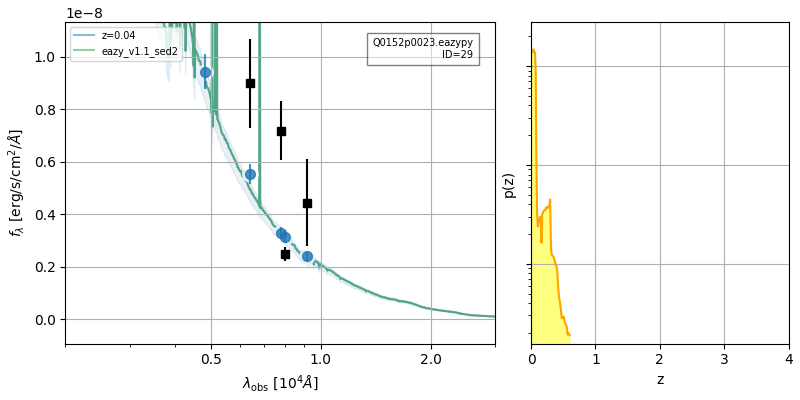 1e−8
z=0.04
eazy_v1.1_sed2
Q0152p0023.eazypy
ID=29
1.0
0.8
0.6
0.4
0.2
0.0
f_λ [erg/s/cm²/Å]
0.5 1.0 2.0
λ_obs [10⁴Å]
p(z)
0 1 2 3 4
z